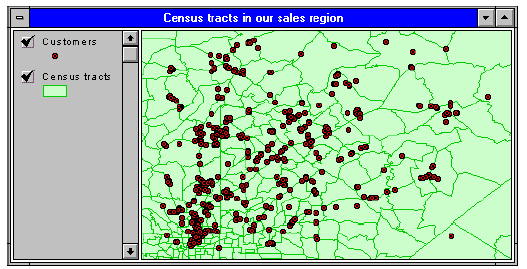 Census tracts in our sales region
Customers
Census tracts